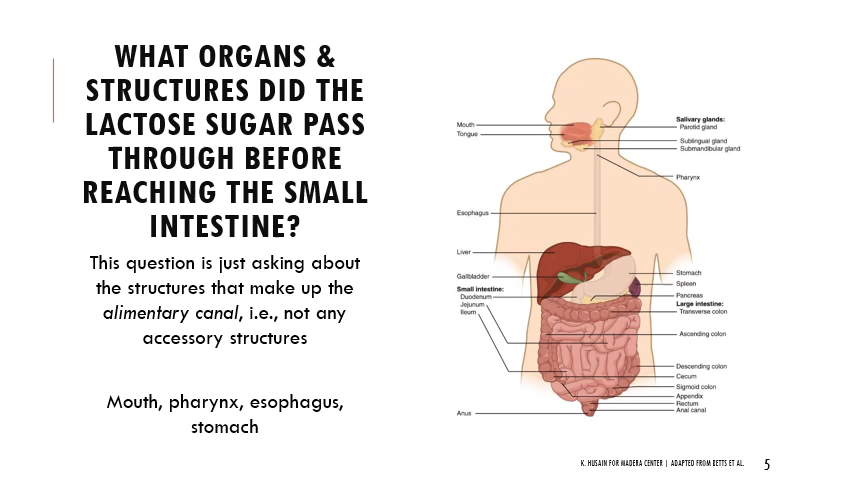 WHAT ORGANS &
STRUCTURES DID THE
LACTOSE SUGAR PASS
THROUGH BEFORE
REACHING THE SMALL
INTESTINE?
This question is just asking about
the structures that make up the
alimentary canal, i.e., not any
accessory structures
Mouth, pharynx, esophagus,
stomach
Mouth
Tongue
Salivary glands:
Parotid gland
Sublingual gland
Submandibular gland
Pharynx
Esophagus
Liver
Gallbladder
Small intestine:
Duodenum
Jejunum
Ileum
Anus
Stomach
Spleen
Pancreas
Large intestine:
Transverse colon
Ascending colon
Descending colon
Cecum
Sigmoid colon
Appendix
Rectum
Anal canal
K. HUSAIN FOR MADERA CENTER | ADAPTED FROM BETTS ET AL.
5